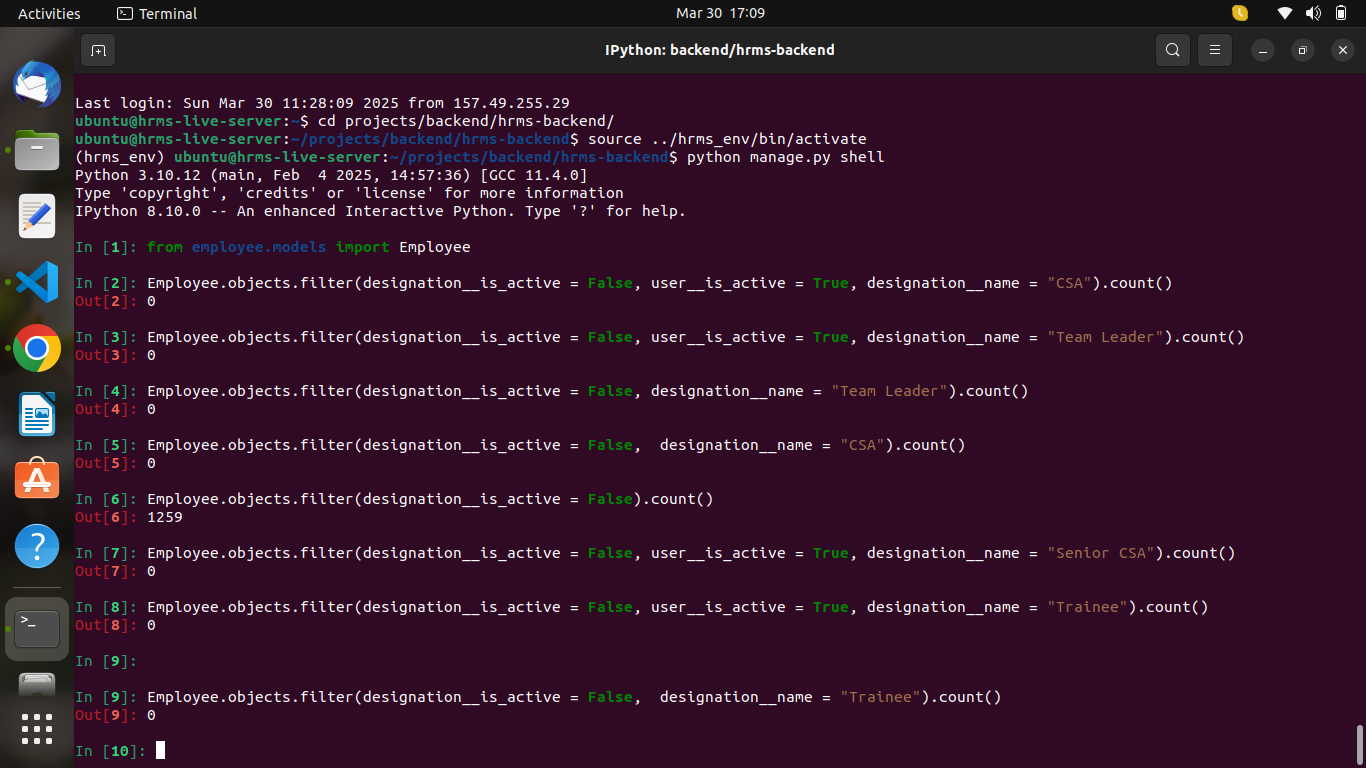 Activities
Terminal
Mar 30 17:09
IPython: backend/hrms-backend
Last login: Sun Mar 30 11:28:09 2025 from 157.49.255.29
ubuntu@hrms-live-server:~$ cd projects/backend/hrms-backend/
ubuntu@hrms-live-server:~/projects/backend/hrms-backend$ source ../hrms_env/bin/activate
(hrms_env) ubuntu@hrms-live-server:~/projects/backend/hrms-backend$ python manage.py shell
Python 3.10.12 (main, Feb  4 2025, 14:57:36) [GCC 11.4.0]
Type 'copyright', 'credits' or 'license' for more information
IPython 8.10.0 -- An enhanced Interactive Python. Type '?' for help.
In [1]: from employee.models import Employee
In [2]: Employee.objects.filter(designation__is_active = False, user__is_active = True, designation__name = "CSA").count()
Out[2]: 0
In [3]: Employee.objects.filter(designation__is_active = False, user__is_active = True, designation__name = "Team Leader").count()
Out[3]: 0
In [4]: Employee.objects.filter(designation__is_active = False, designation__name = "Team Leader").count()
Out[4]: 0
In [5]: Employee.objects.filter(designation__is_active = False,  designation__name = "CSA").count()
Out[5]: 0
In [6]: Employee.objects.filter(designation__is_active = False).count()
Out[6]: 1259
In [7]: Employee.objects.filter(designation__is_active = False, user__is_active = True, designation__name = "Senior CSA").count()
Out[7]: 0
In [8]: Employee.objects.filter(designation__is_active = False, user__is_active = True, designation__name = "Trainee").count()
Out[8]: 0
In [9]:
In [9]: Employee.objects.filter(designation__is_active = False,  designation__name = "Trainee").count()
Out[9]: 0
In [10]: